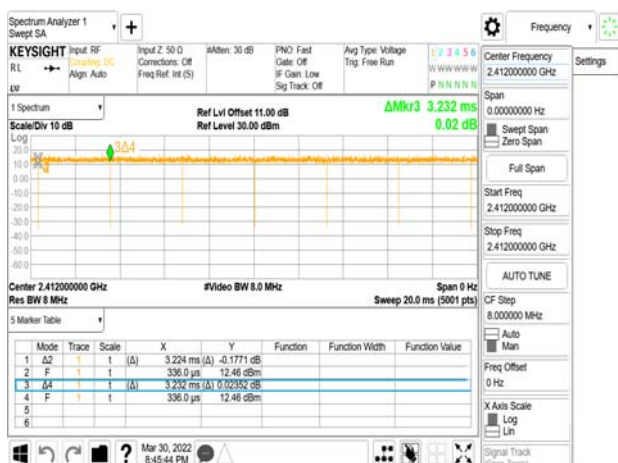 Spectrum Analyzer 1
Swept SA
+
Frequency
KEYSIGHT Input: RF Input Z: 50 Ω #Atten: 30 dB PNO: Fast Avg Type: Voltage 1 2 3 4 5 6
RL Coupling: DC Corrections: Off Gate: Off Trig: Free Run W W W W W W
Align: Auto Freq Ref: Int (S) IF Gain: Low
Sig Track: Off P N N N N N
LV
Center Frequency
2.412000000 GHz
Settings
Span
0.00000000 Hz
Swept Span
Zero Span
Full Span
Start Freq
2.412000000 GHz
Stop Freq
2.412000000 GHz
AUTO TUNE
CF Step
8.000000 MHz
Auto
Man
Freq Offset
0 Hz
X Axis Scale
Log
Lin
Signal Track
1 Spectrum
Ref Lvl Offset 11.00 dB ΔMkr3 3.232 ms
Scale/Div 10 dB Ref Level 30.00 dBm 0.02 dB
Log
20.0
10.0
0.00
-10.0
-20.0
-30.0
-40.0
-50.0
-60.0
3Δ4
Center 2.412000000 GHz #Video BW 8.0 MHz Span 0 Hz
Res BW 8 MHz Sweep 20.0 ms (5001 pts)
5 Marker Table
Mode Trace Scale X Y Function Function Width Function Value
1 Δ2 1 t (Δ) 3.224 ms (Δ) -0.1771 dB
2 F 1 t 336.0 µs 12.46 dBm
3 Δ4 1 t (Δ) 3.232 ms (Δ) 0.02352 dB
4 F 1 t 336.0 µs 12.46 dBm
5
6
?
Mar 30, 2022
8:45:44 PM